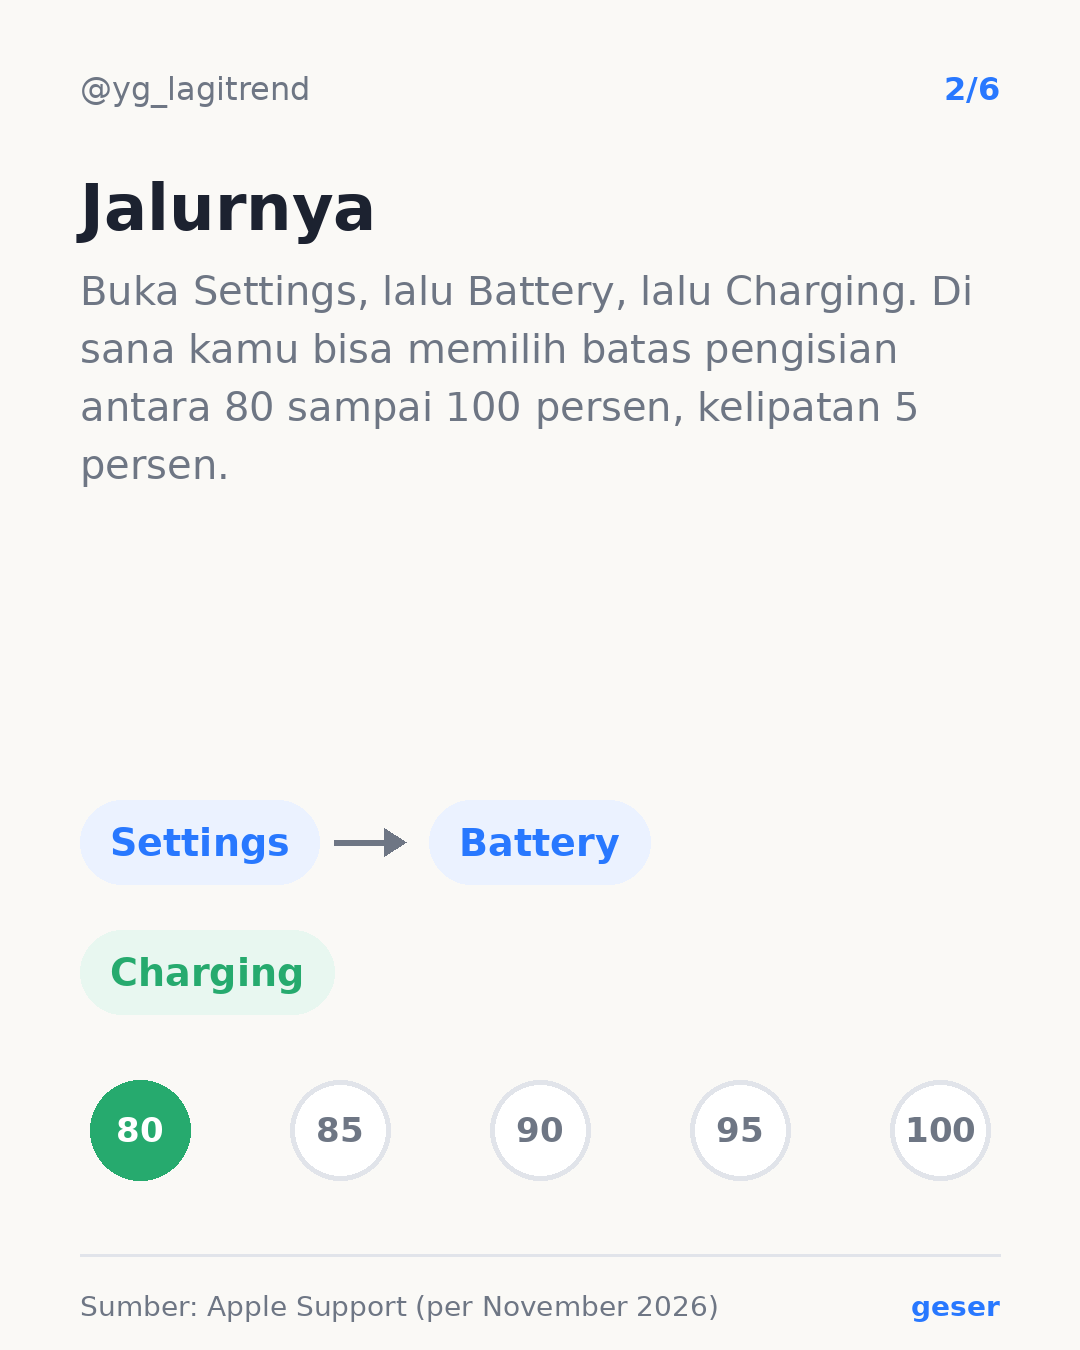 @yg_lagitrend
2/6
Jalurnya
Buka Settings, lalu Battery, lalu Charging. Di
sana kamu bisa memilih batas pengisian
antara 80 sampai 100 persen, kelipatan 5
persen.
Settings
Battery
Charging
80
85
90
95
100
Sumber: Apple Support (per November 2026)
geser